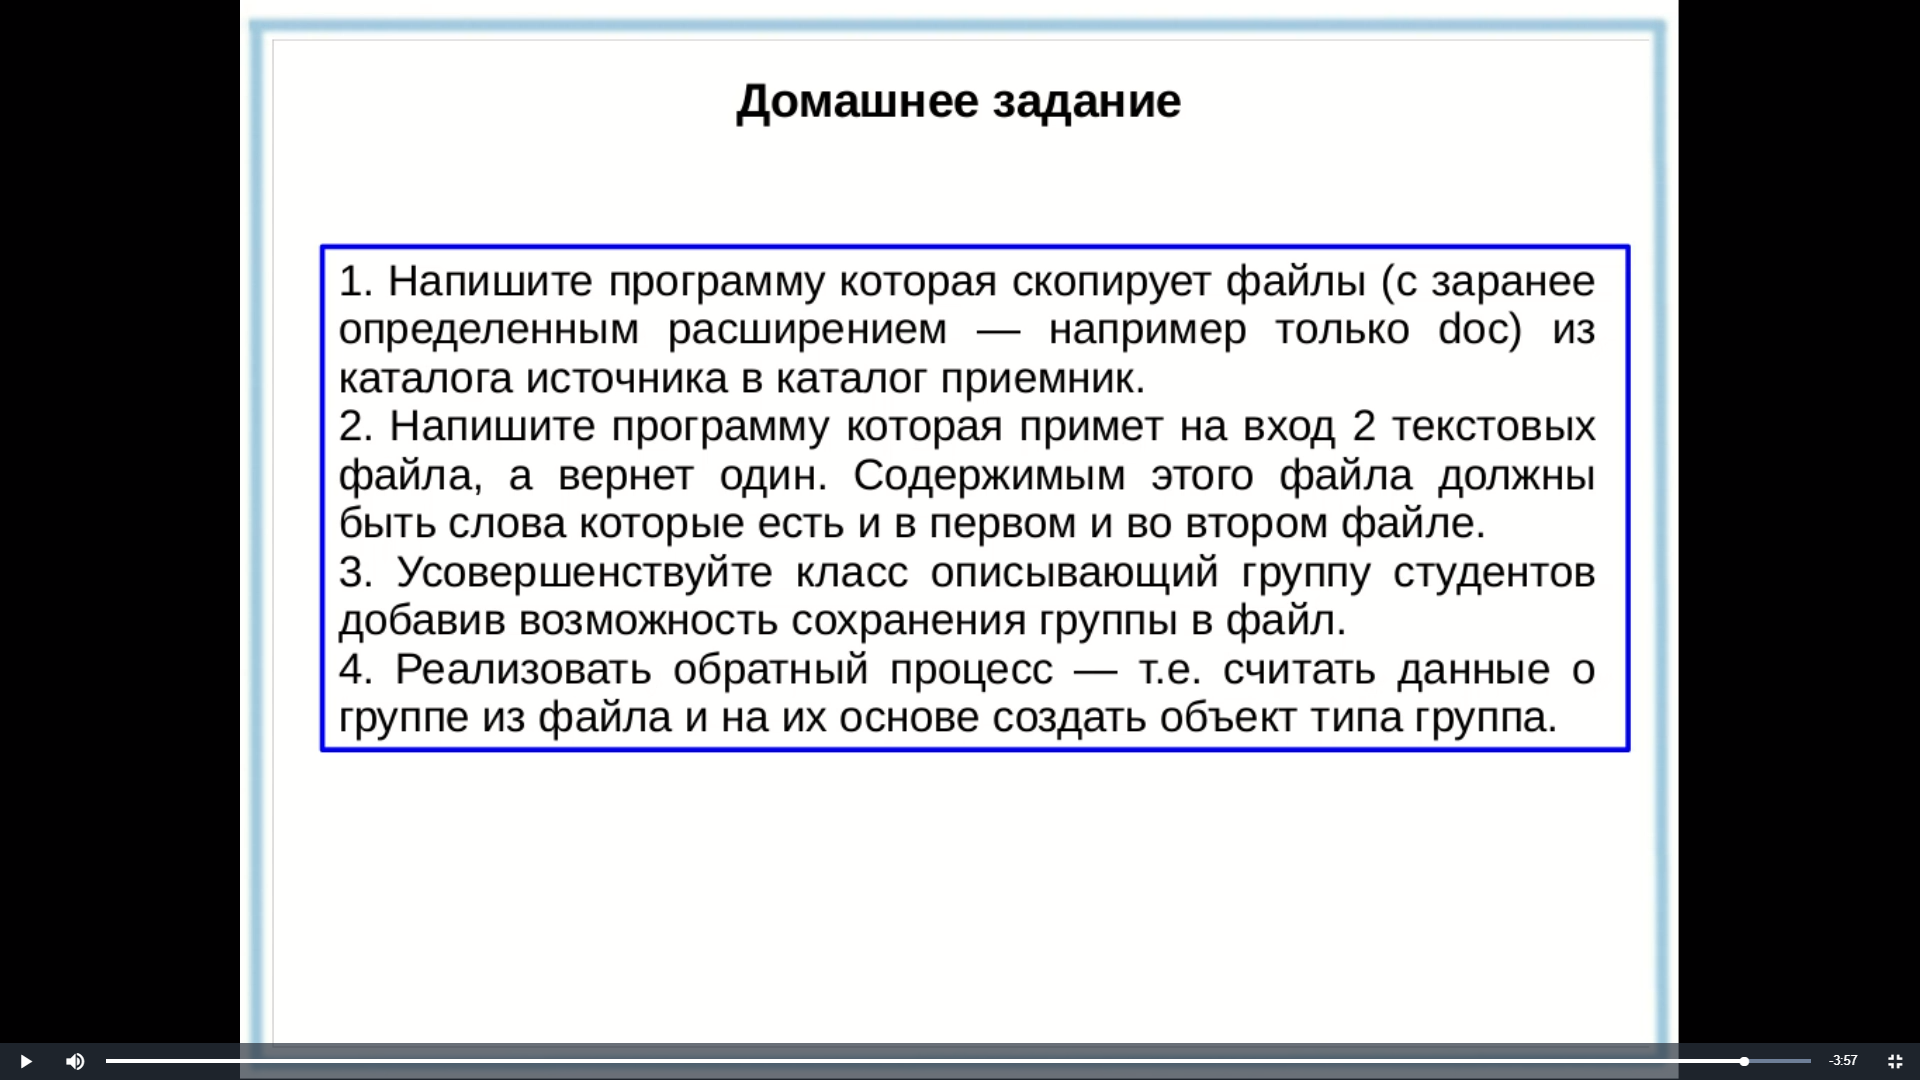 Домашнее задание
1. Напишите программу которая скопирует файлы (с заранее
определенным расширением — например только doc) из
каталога источника в каталог приемник.
2. Напишите программу которая примет на вход 2 текстовых
файла, а вернет один. Содержимым этого файла должны
быть слова которые есть и в первом и во втором файле.
3. Усовершенствуйте класс описывающий группу студентов
добавив возможность сохранения группы в файл.
4. Реализовать обратный процесс — т.е. считать данные о
группе из файла и на их основе создать объект типа группа.
-3:57